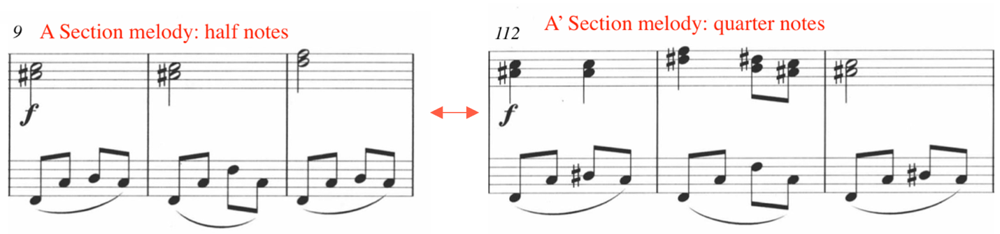 9 A Section melody: half notes
112 A’ Section melody: quarter notes
f
f